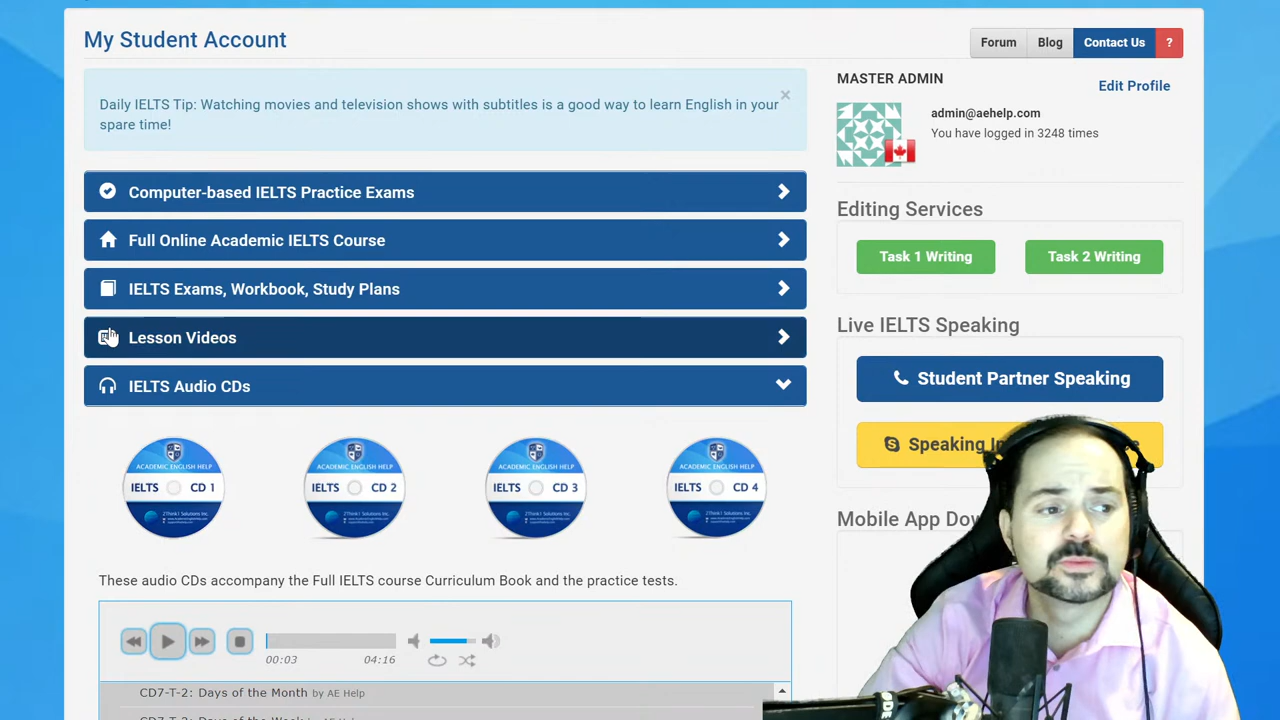 My Student Account
Forum
Blog
Contact Us
?
Daily IELTS Tip: Watching movies and television shows with subtitles is a good way to learn English in your
spare time!
×
MASTER ADMIN
Edit Profile
admin@aehelp.com
You have logged in 3248 times
Computer-based IELTS Practice Exams
Full Online Academic IELTS Course
IELTS Exams, Workbook, Study Plans
Lesson Videos
IELTS Audio CDs
Editing Services
Task 1 Writing
Task 2 Writing
Live IELTS Speaking
Student Partner Speaking
Speaking
Mobile App
ACADEMIC ENGLISH HELP
IELTS CD 1
ACADEMIC ENGLISH HELP
IELTS CD 2
ACADEMIC ENGLISH HELP
IELTS CD 3
ACADEMIC ENGLISH HELP
IELTS CD 4
These audio CDs accompany the Full IELTS course Curriculum Book and the practice tests.
00:03
04:16
CD7-T-2: Days of the Month by AE Help